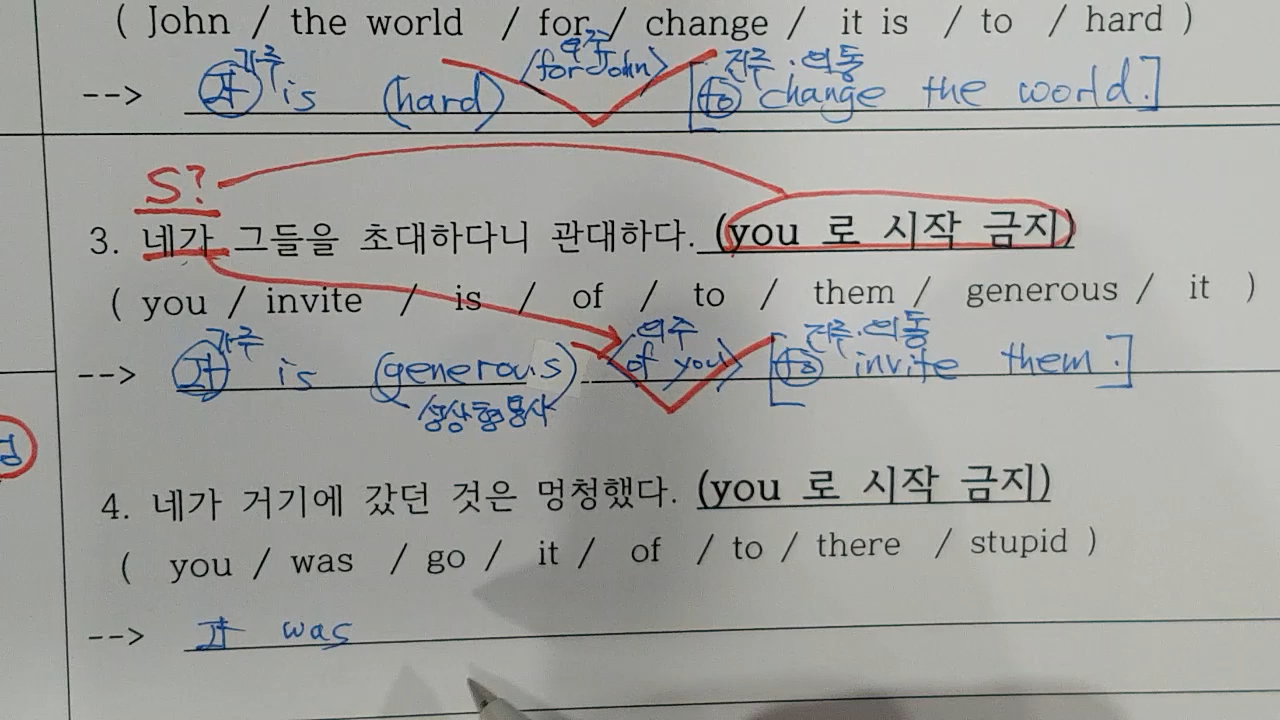 ( John / the world / for / change / it is / to / hard )
가주 의주 진주·의동
--> It is (hard) <for John> [to change the world.]
S?
3. 네가 그들을 초대하다니 관대하다. (you 로 시작 금지)
( you / invite / is / of / to / them / generous / it )
가주 의주 진주·의동
--> It is (generous) <of you> [to invite them.]
성상형용사
4. 네가 거기에 갔던 것은 멍청했다. (you 로 시작 금지)
( you / was / go / it / of / to / there / stupid )
--> It was